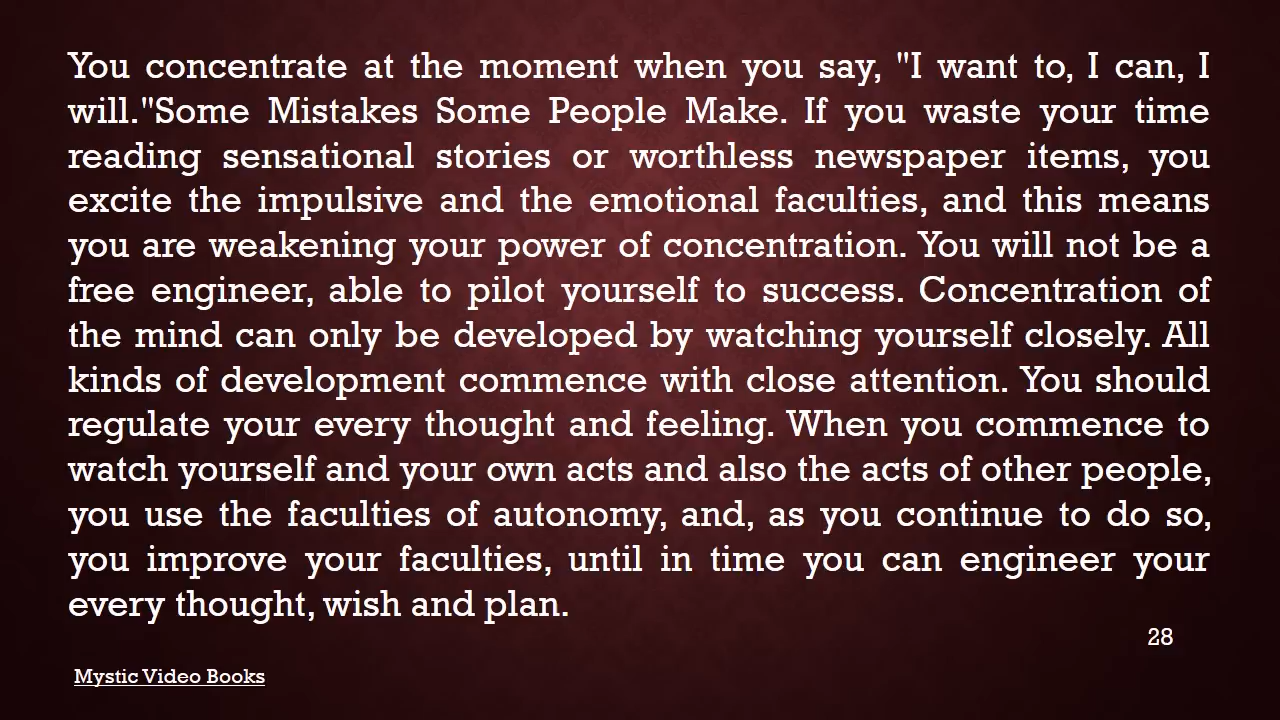 You concentrate at the moment when you say, "I want to, I can, I
will."Some Mistakes Some People Make. If you waste your time
reading sensational stories or worthless newspaper items, you
excite the impulsive and the emotional faculties, and this means
you are weakening your power of concentration. You will not be a
free engineer, able to pilot yourself to success. Concentration of
the mind can only be developed by watching yourself closely. All
kinds of development commence with close attention. You should
regulate your every thought and feeling. When you commence to
watch yourself and your own acts and also the acts of other people,
you use the faculties of autonomy, and, as you continue to do so,
you improve your faculties, until in time you can engineer your
every thought, wish and plan.
28
Mystic Video Books